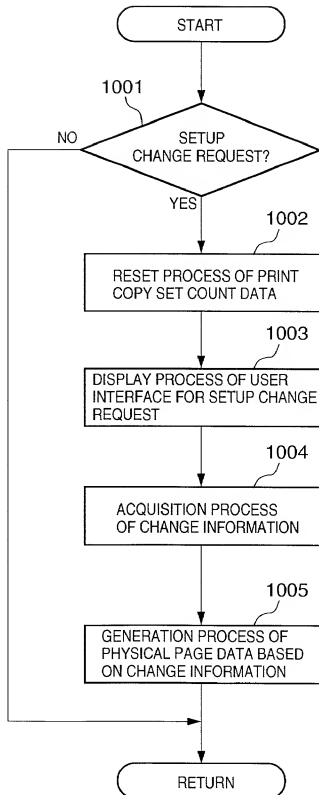 START
1001
NO
SETUP
CHANGE REQUEST?
YES
1002
RESET PROCESS OF PRINT
COPY SET COUNT DATA
1003
DISPLAY PROCESS OF USER
INTERFACE FOR SETUP CHANGE
REQUEST
1004
ACQUISITION PROCESS
OF CHANGE INFORMATION
1005
GENERATION PROCESS OF
PHYSICAL PAGE DATA BASED
ON CHANGE INFORMATION
RETURN